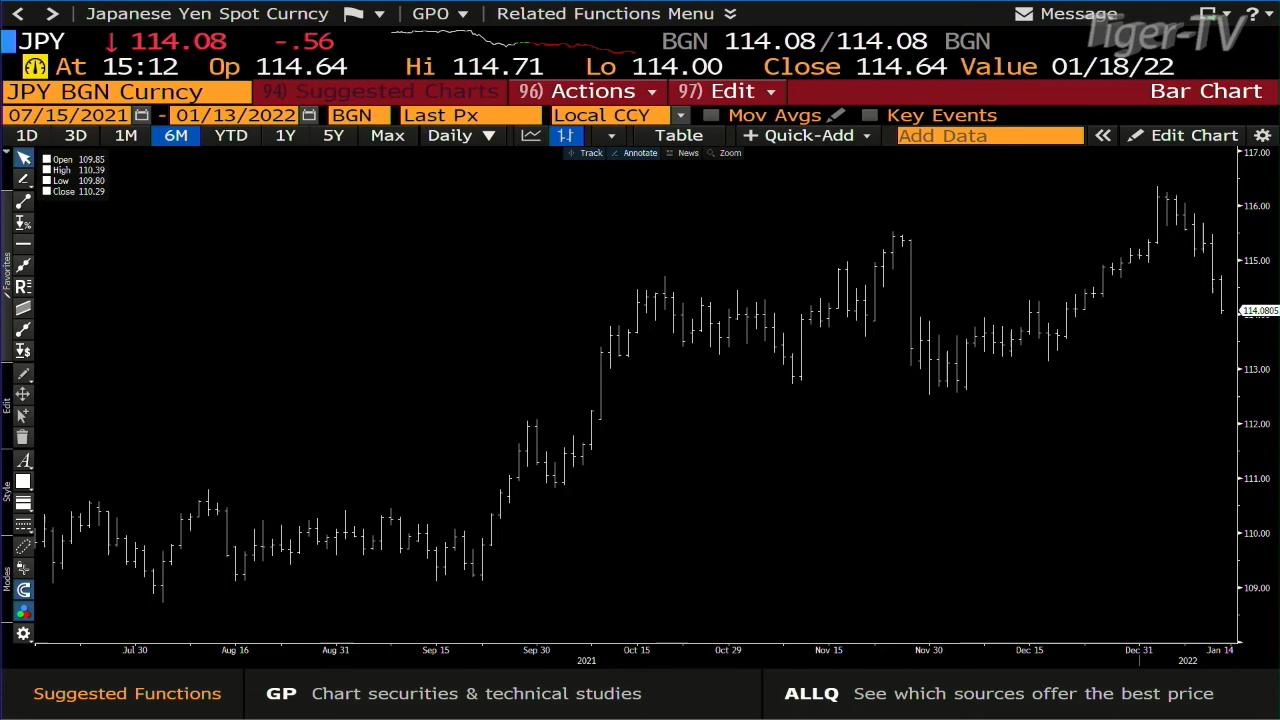 < > Japanese Yen Spot Curncy GPO Related Functions Menu Message ?
Tiger-TV
JPY ↓ 114.08 -.56 BGN 114.08/114.08 BGN
At 15:12 Op 114.64 Hi 114.71 Lo 114.00 Close 114.64 Value 01/18/22
JPY BGN Curncy 94) Suggested Charts 96) Actions 97) Edit Bar Chart
07/15/2021 - 01/13/2022 BGN Last Px Local CCY Mov Avgs Key Events
1D 3D 1M 6M YTD 1Y 5Y Max Daily ▼ Table + Quick-Add Add Data « Edit Chart
Track Annotate News Zoom
Open 109.85
High 110.39
Low 109.80
Close 110.29
Favorites
Edit
Style
Modes
%
R
$
A
117.00
116.00
115.00
114.0805
113.00
112.00
111.00
110.00
109.00
Jul 30 Aug 16 Aug 31 Sep 15 Sep 30 Oct 15 Oct 29 Nov 15 Nov 30 Dec 15 Dec 31 Jan 14
2021 2022
Suggested Functions GP Chart securities & technical studies ALLQ See which sources offer the best price